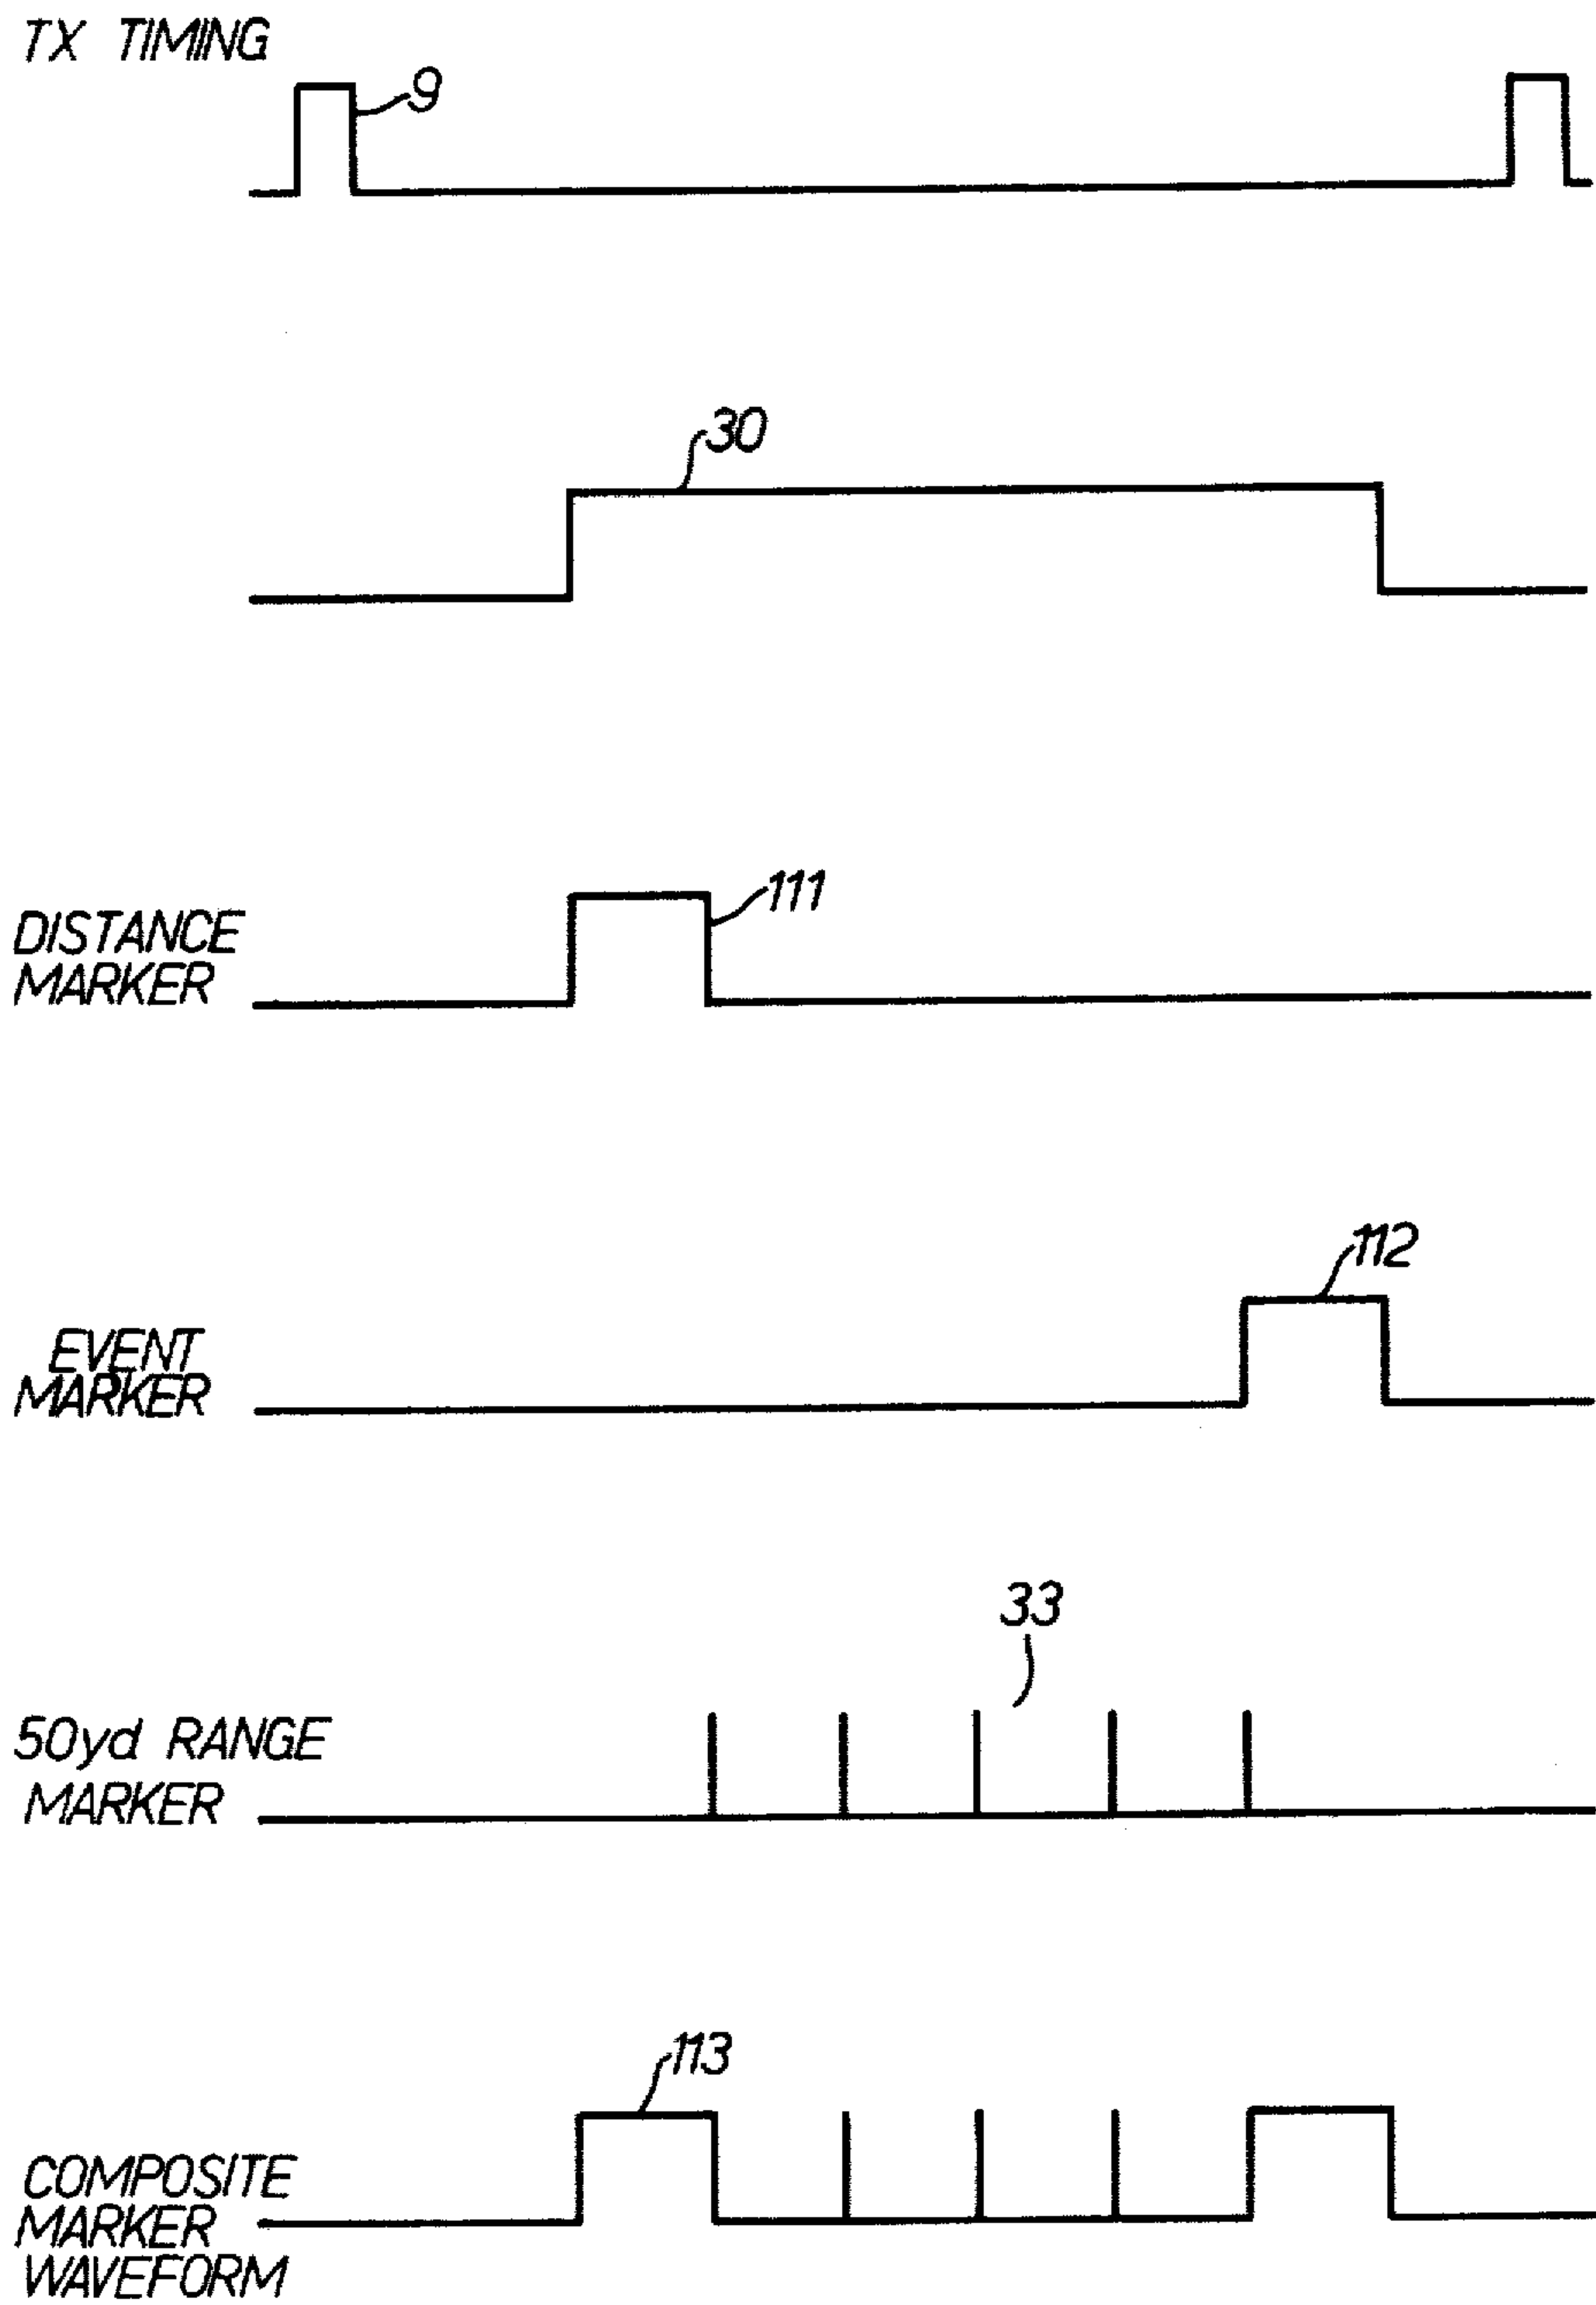 TX TIMING
9
30
111
DISTANCE
MARKER
112
EVENT
MARKER
33
50yd RANGE
MARKER
113
COMPOSITE
MARKER
WAVEFORM